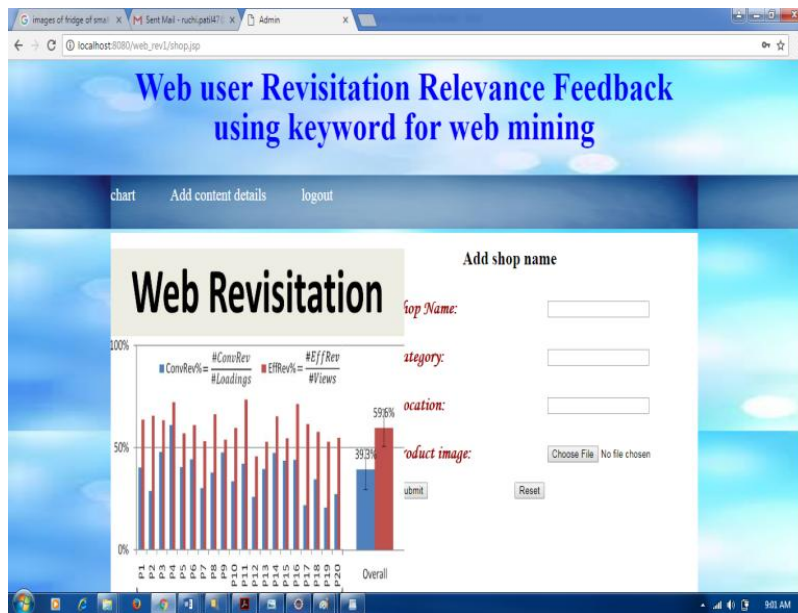 images of fridge of smal
Sent Mail - ruchi.patil47
Admin
localhost:8080/web_rev1/shop.jsp
Web user Revisitation Relevance Feedback
using keyword for web mining
chart Add content details logout
Add shop name
Web Revisitation
hop Name:
ategory:
ocation:
roduct image:
Choose File No file chosen
ubmit
Reset
100%
50%
0%
ConvRev% = #ConvRev / #Loadings
EffRev% = #EffRev / #Views
39.3%
59.6%
P1 P2 P3 P4 P5 P6 P7 P8 P9 P10 P11 P12 P13 P14 P15 P16 P17 P18 P19 P20
Overall
9:01 AM